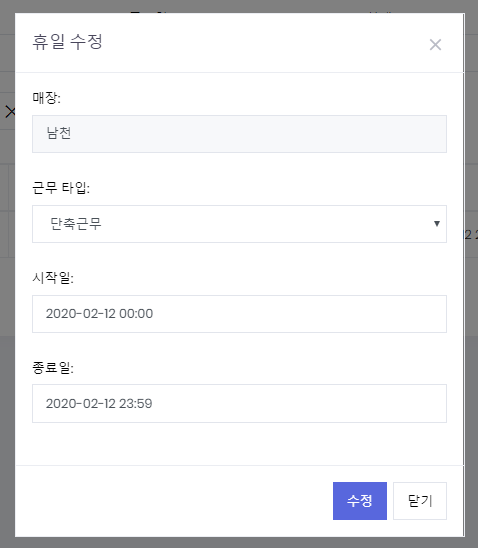 휴일 수정
매장:
남천
근무 타입:
단축근무
시작일:
2020-02-12 00:00
종료일:
2020-02-12 23:59
수정
닫기